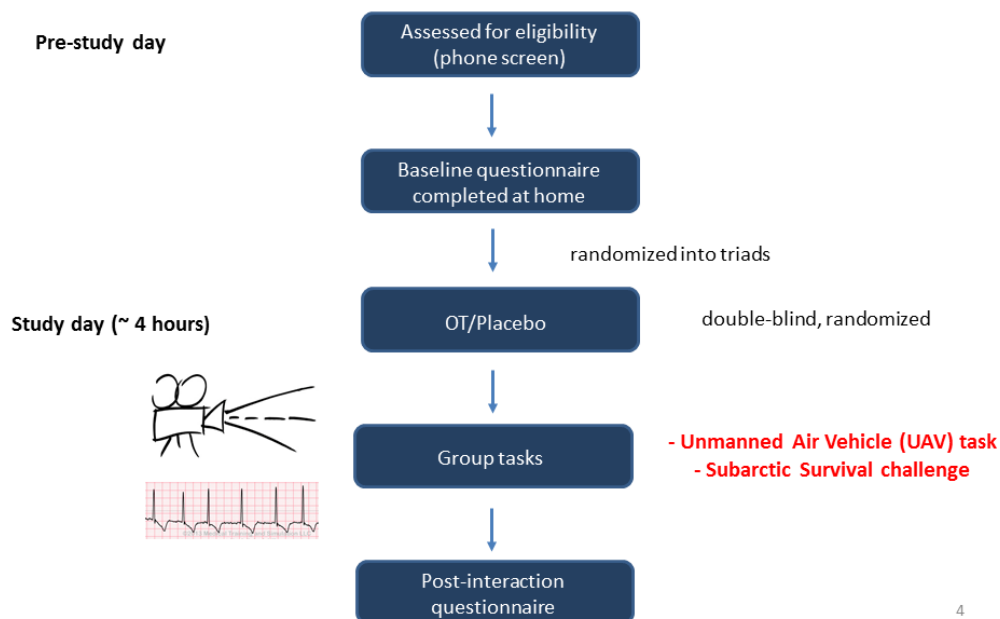 Pre-study day
Assessed for eligibility
(phone screen)
Baseline questionnaire
completed at home
randomized into triads
Study day (~ 4 hours)
OT/Placebo
double-blind, randomized
Group tasks
- Unmanned Air Vehicle (UAV) task
- Subarctic Survival challenge
Post-interaction
questionnaire
4